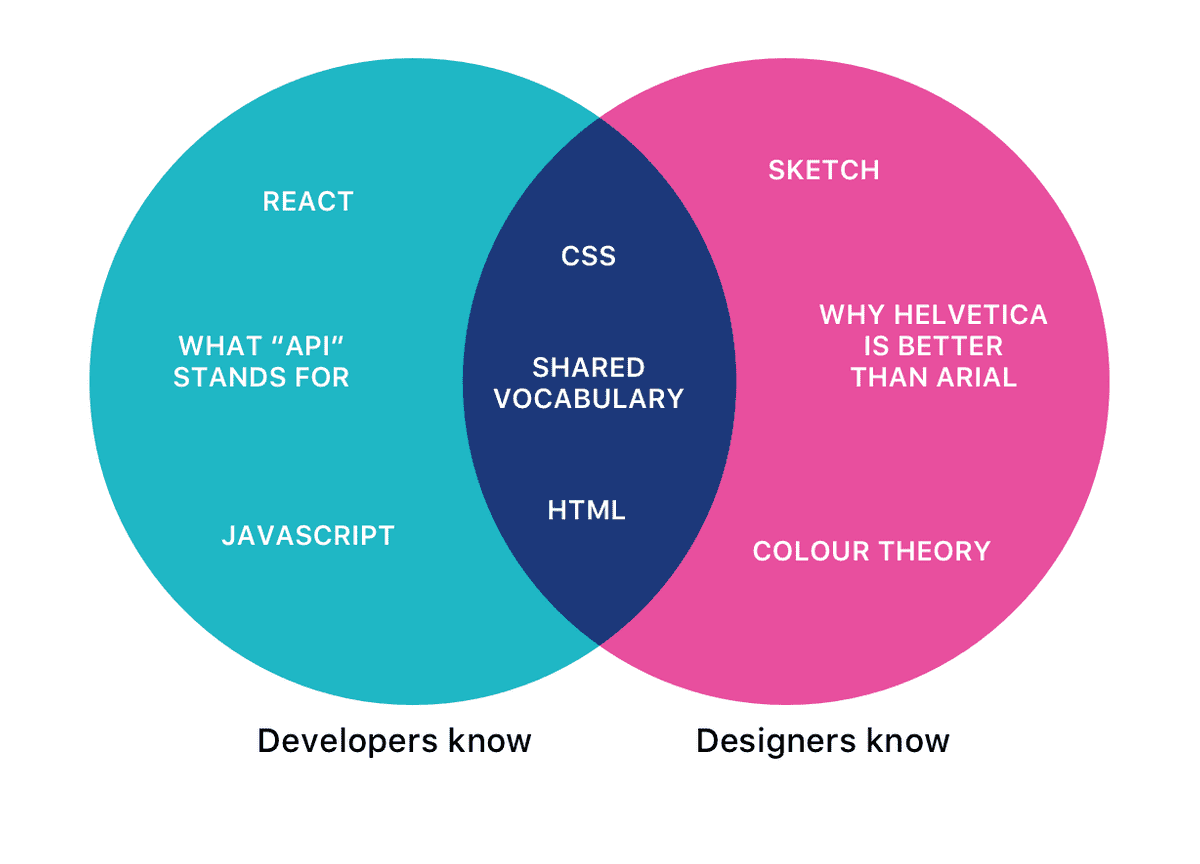 REACT
WHAT “API”
STANDS FOR
JAVASCRIPT
CSS
SHARED
VOCABULARY
HTML
SKETCH
WHY HELVETICA
IS BETTER
THAN ARIAL
COLOUR THEORY
Developers know
Designers know